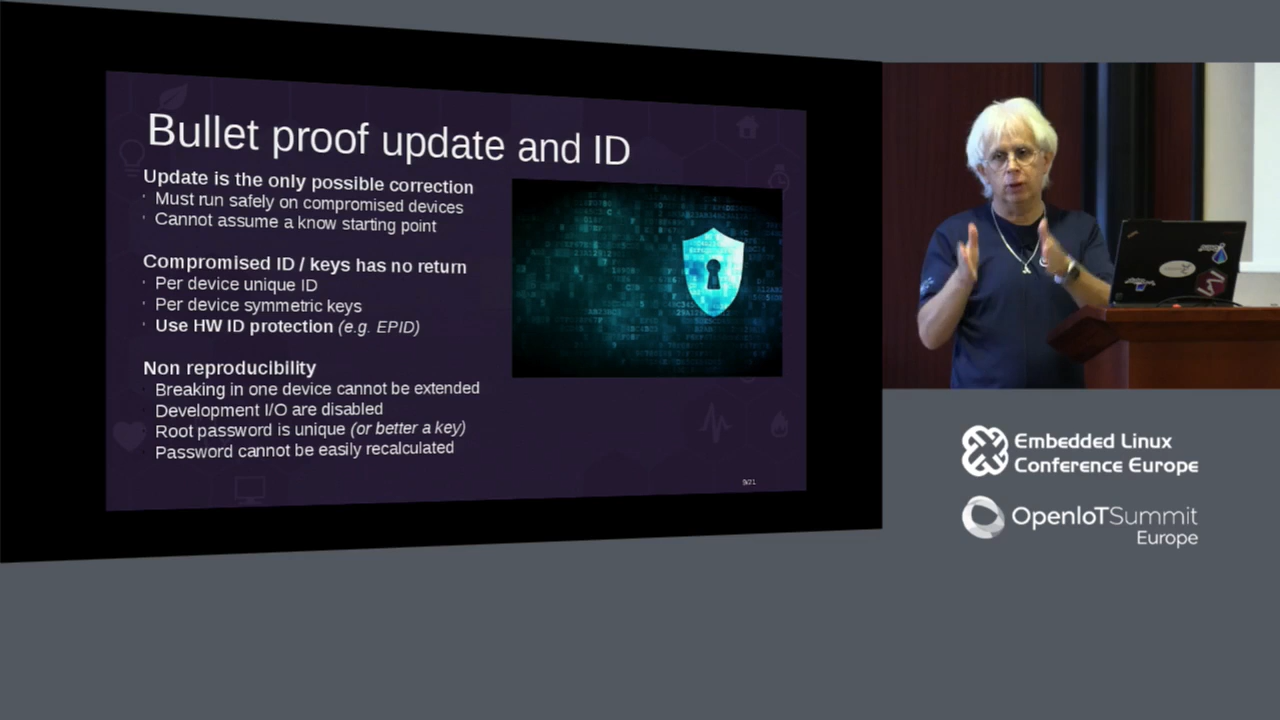 Bullet proof update and ID
Update is the only possible correction
Must run safely on compromised devices
Cannot assume a know starting point
Compromised ID / keys has no return
Per device unique ID
Per device symmetric keys
Use HW ID protection (e.g. EPID)
Non reproducibility
Breaking in one device cannot be extended
Development I/O are disabled
Root password is unique (or better a key)
Password cannot be easily recalculated
9/21
Embedded Linux
Conference Europe
OpenIoTSummit
Europe